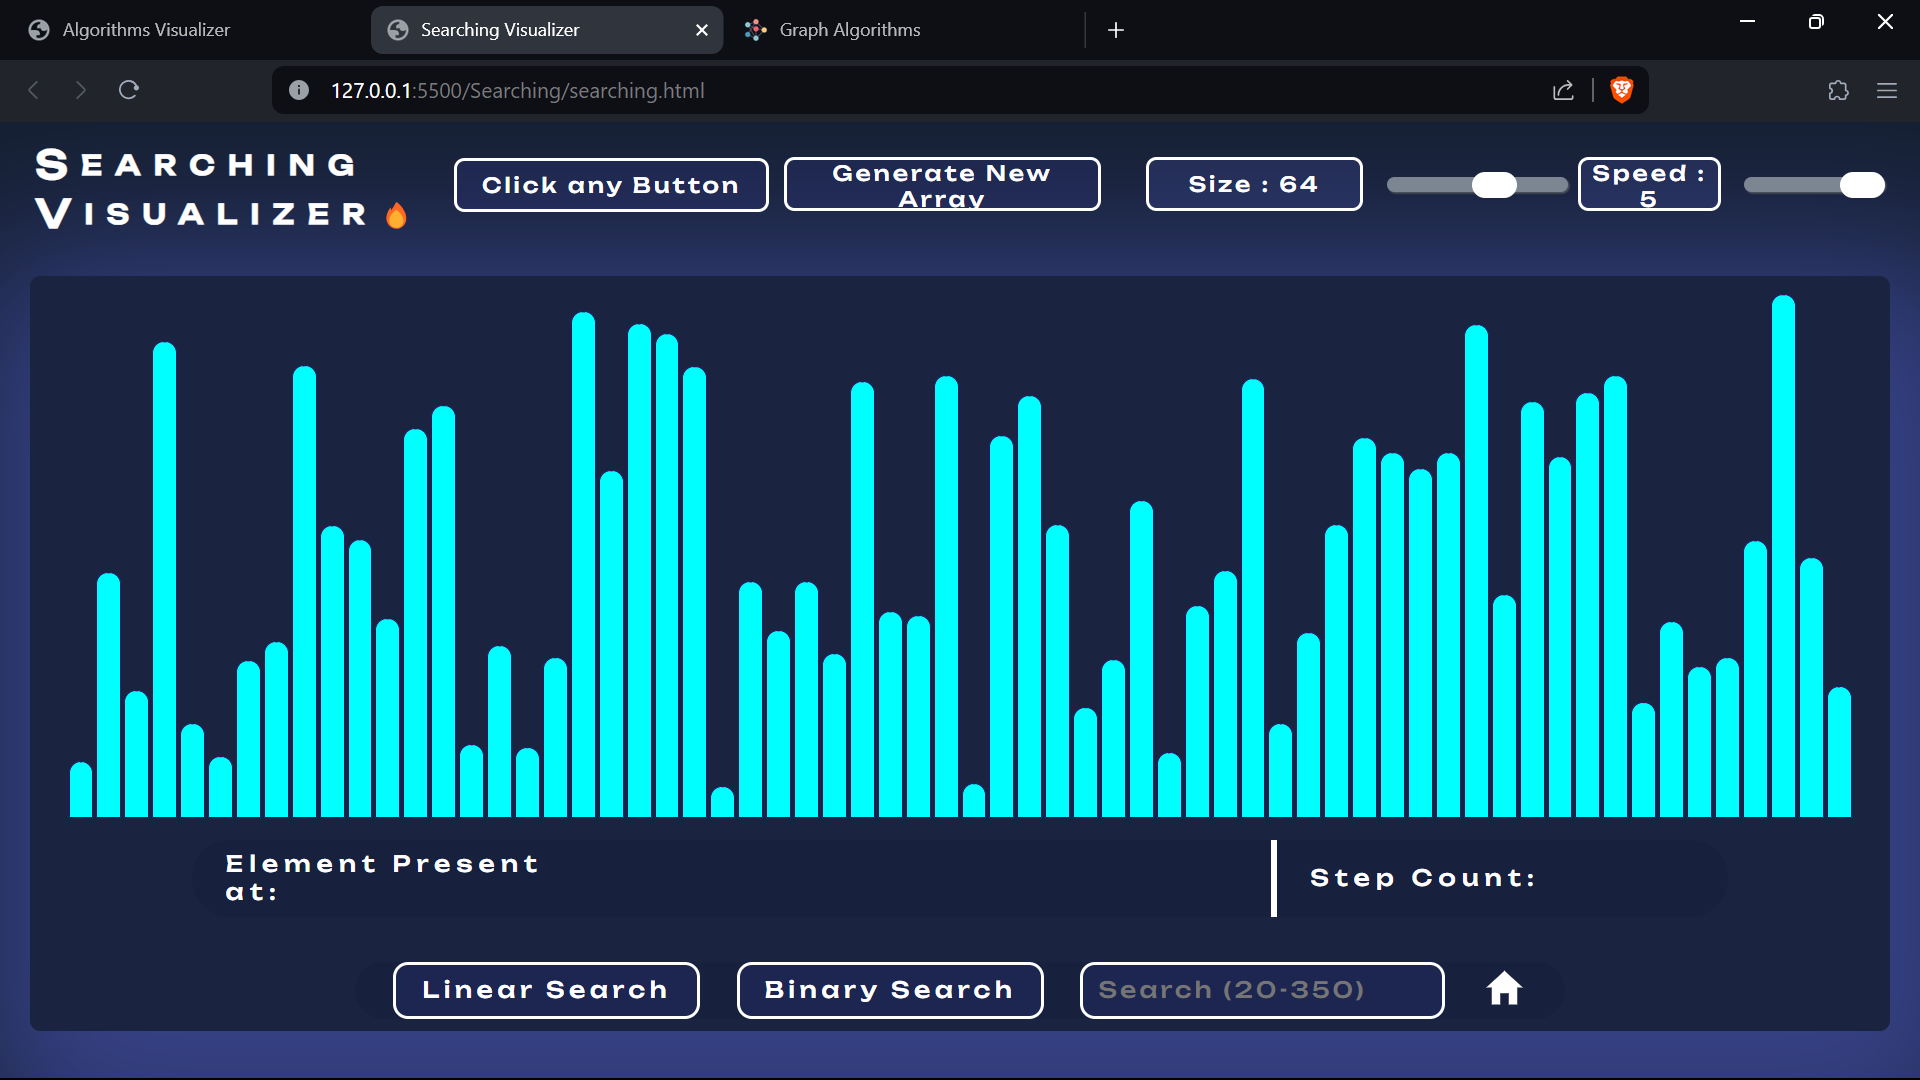 Algorithms Visualizer
Searching Visualizer
Graph Algorithms
127.0.0.1:5500/Searching/searching.html
SEARCHING
VISUALIZER
Click any Button
Generate New
Array
Size : 64
Speed :
5
Element Present
at:
Step Count:
Linear Search
Binary Search
Search (20-350)